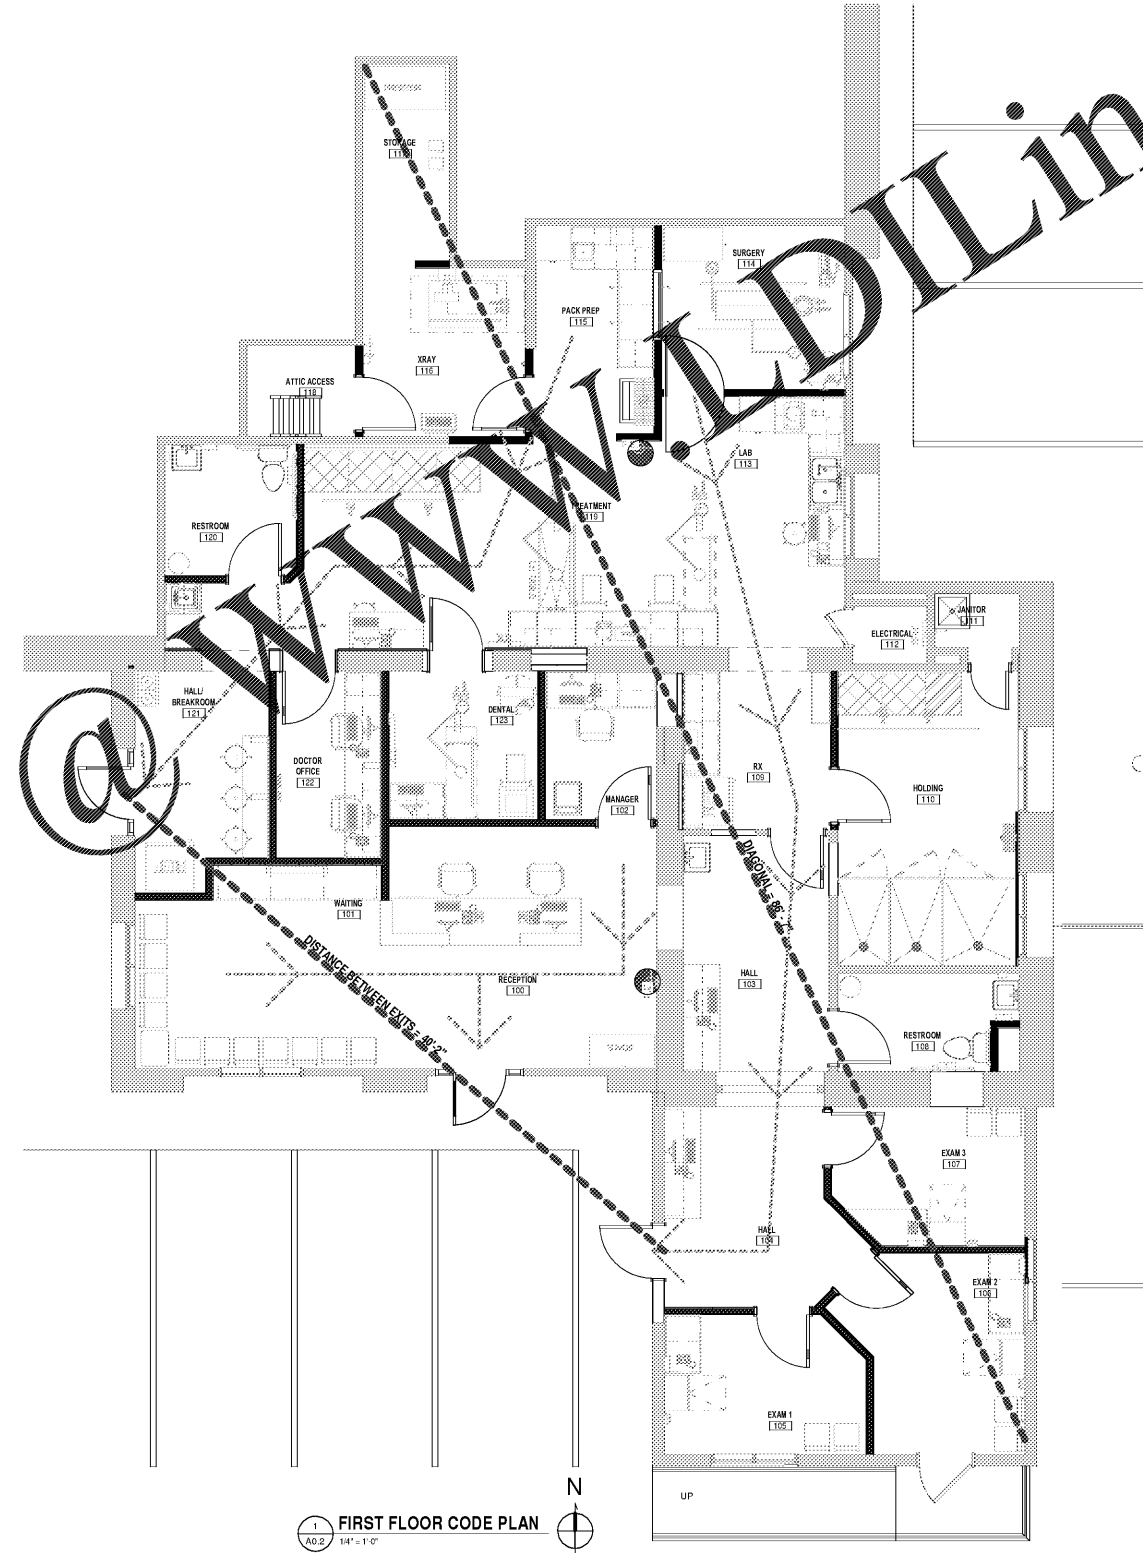 STORAGE
SURGERY
114
PACK PREP
115
XRAY
116
ATTIC ACCESS
118
LAB
113
TREATMENT
119
RESTROOM
120
JANITOR
111
ELECTRICAL
112
HALL/
BREAKROOM
121
DENTAL
123
DOCTOR
OFFICE
122
RX
109
HOLDING
110
MANAGER
102
DIAGONAL = 86' -
WAITING
101
DISTANCE BETWEEN EXITS = 40'-2"
RECEPTION
100
HALL
103
RESTROOM
108
EXAM 3
107
HALL
104
EXAM 2
106
EXAM 1
105
UP
N
1
A0.2
FIRST FLOOR CODE PLAN
1/4" = 1'-0"
@WWW.LDILin